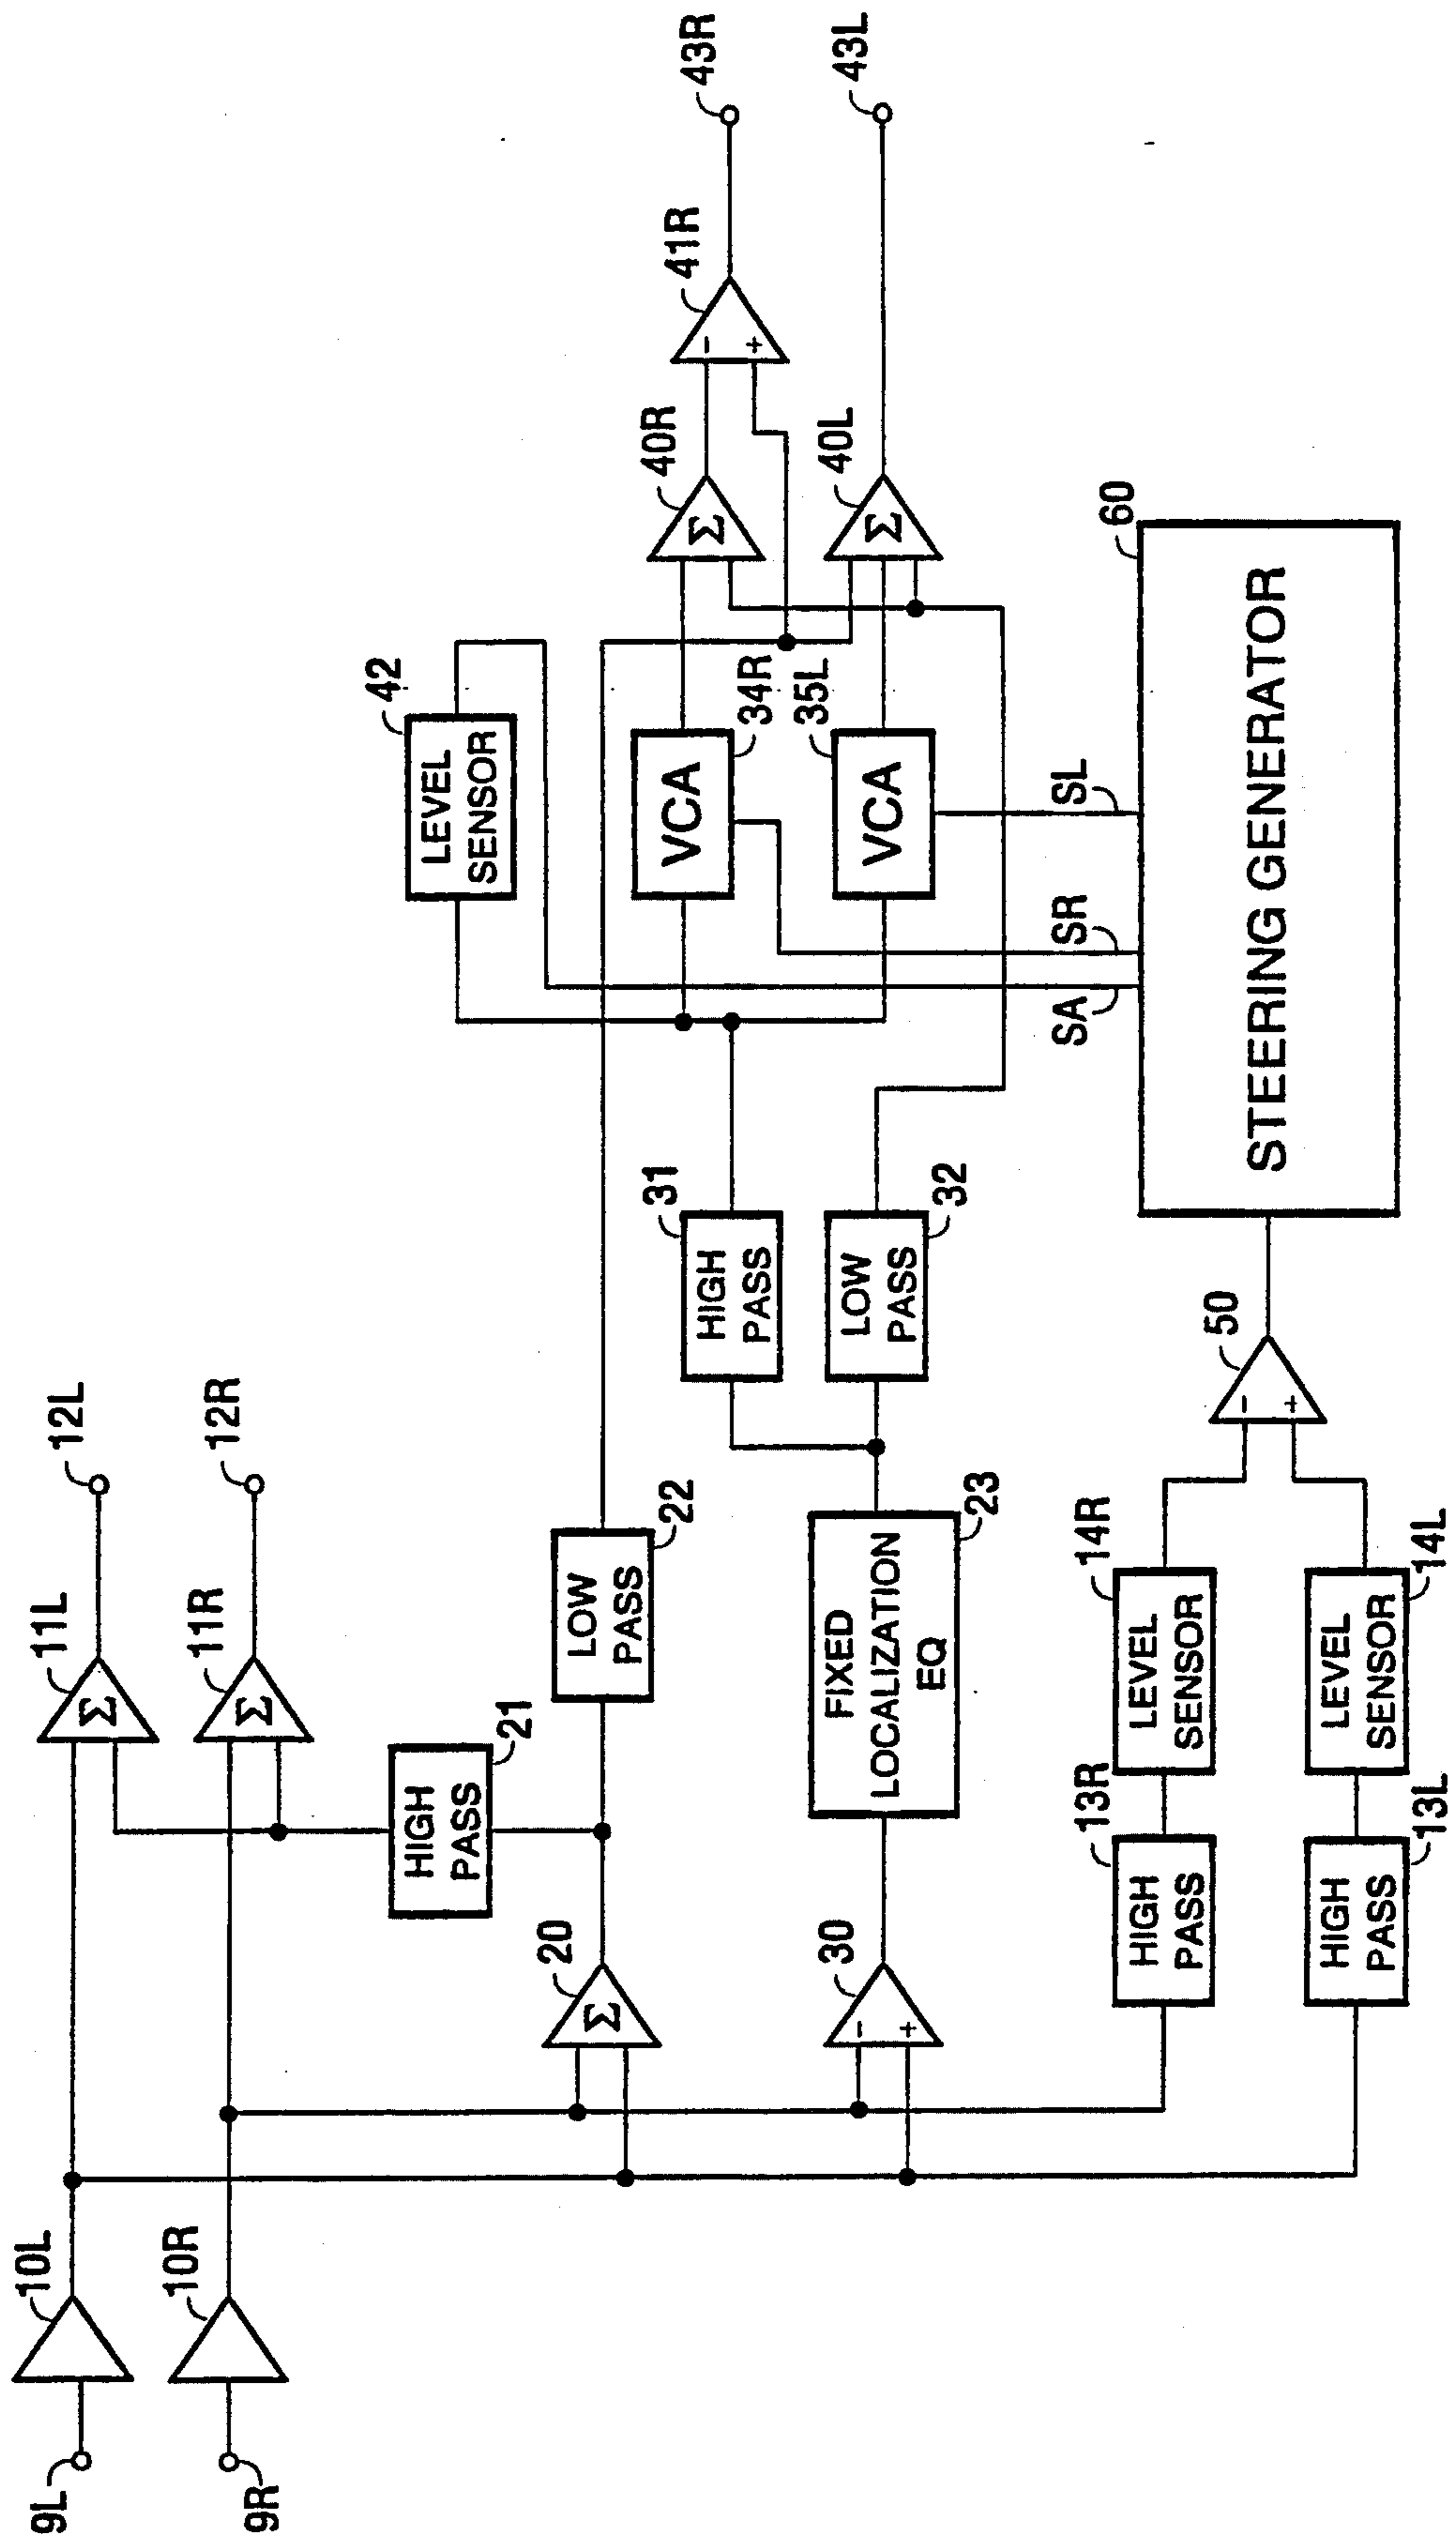 9L
10L
11L
Σ
12L
9R
10R
11R
Σ
12R
HIGH
PASS
21
20
Σ
LOW
PASS
22
LEVEL
SENSOR
42
30
-
+
FIXED
LOCALIZATION
EQ
23
HIGH
PASS
31
LOW
PASS
32
VCA
34R
VCA
35L
40R
Σ
40L
Σ
41R
-
+
43R
43L
SA
SR
SL
HIGH
PASS
13R
LEVEL
SENSOR
14R
HIGH
PASS
13L
LEVEL
SENSOR
14L
50
-
+
STEERING GENERATOR
60